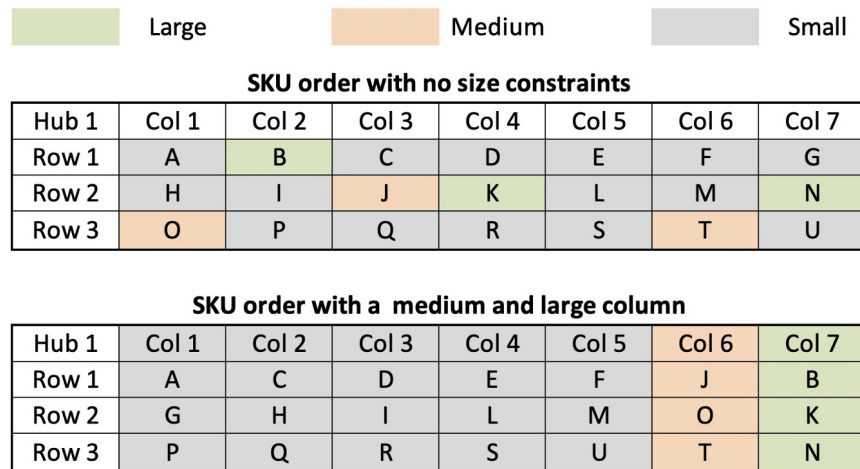 Large Medium Small
SKU order with no size constraints
Hub 1 Col 1 Col 2 Col 3 Col 4 Col 5 Col 6 Col 7
Row 1 A B C D E F G
Row 2 H I J K L M N
Row 3 O P Q R S T U
SKU order with a medium and large column
Hub 1 Col 1 Col 2 Col 3 Col 4 Col 5 Col 6 Col 7
Row 1 A C D E F J B
Row 2 G H I L M O K
Row 3 P Q R S U T N